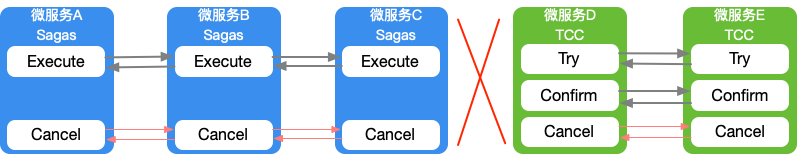 微服务A
Sagas
Execute
Cancel
微服务B
Sagas
Execute
Cancel
微服务C
Sagas
Execute
Cancel
微服务D
TCC
Try
Confirm
Cancel
微服务E
TCC
Try
Confirm
Cancel